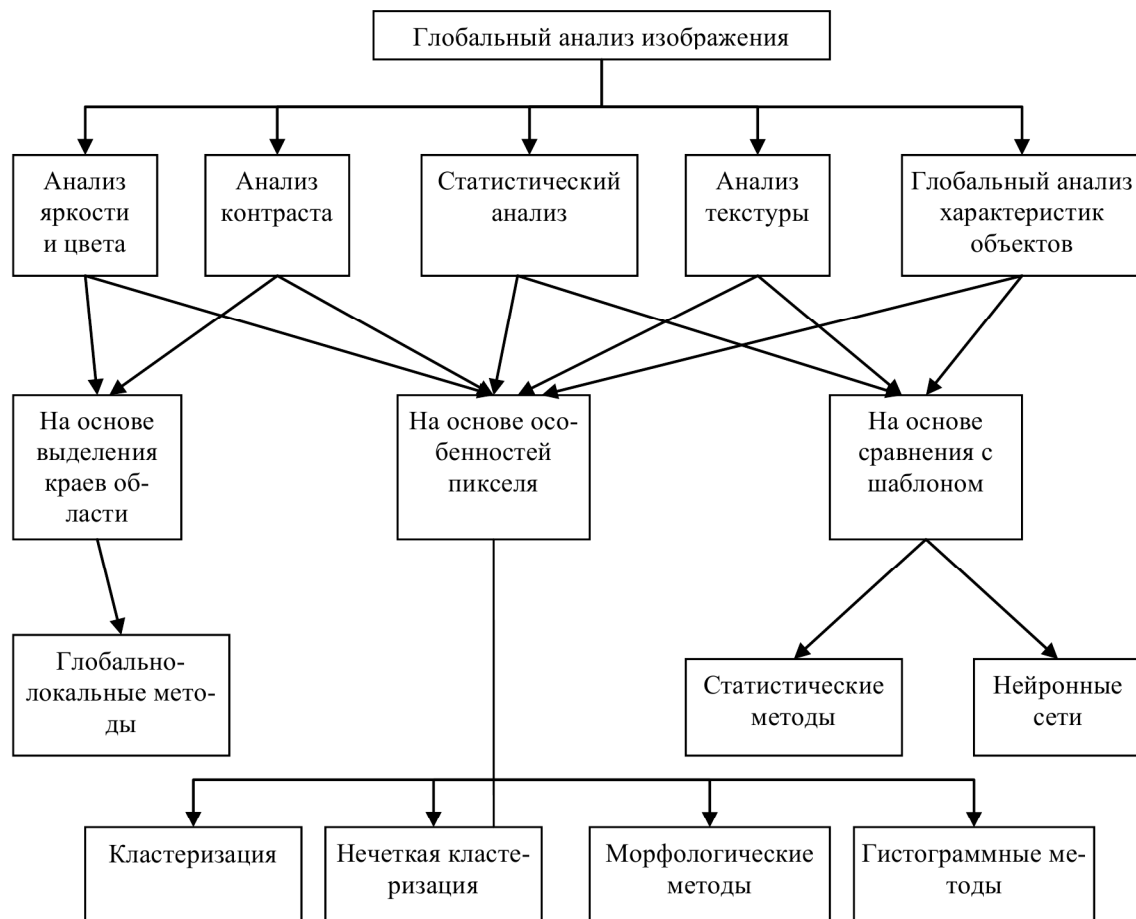 Глобальный анализ изображения
Анализ
яркости
и цвета
Анализ
контраста
Статистический
анализ
Анализ
текстуры
Глобальный анализ
характеристик
объектов
На основе
выделения
краев об-
ласти
На основе осо-
бенностей
пикселя
На основе
сравнения с
шаблоном
Глобально-
локальные мето-
ды
Статистические
методы
Нейронные
сети
Кластеризация
Нечеткая класте-
ризация
Морфологические
методы
Гистограммные ме-
тоды